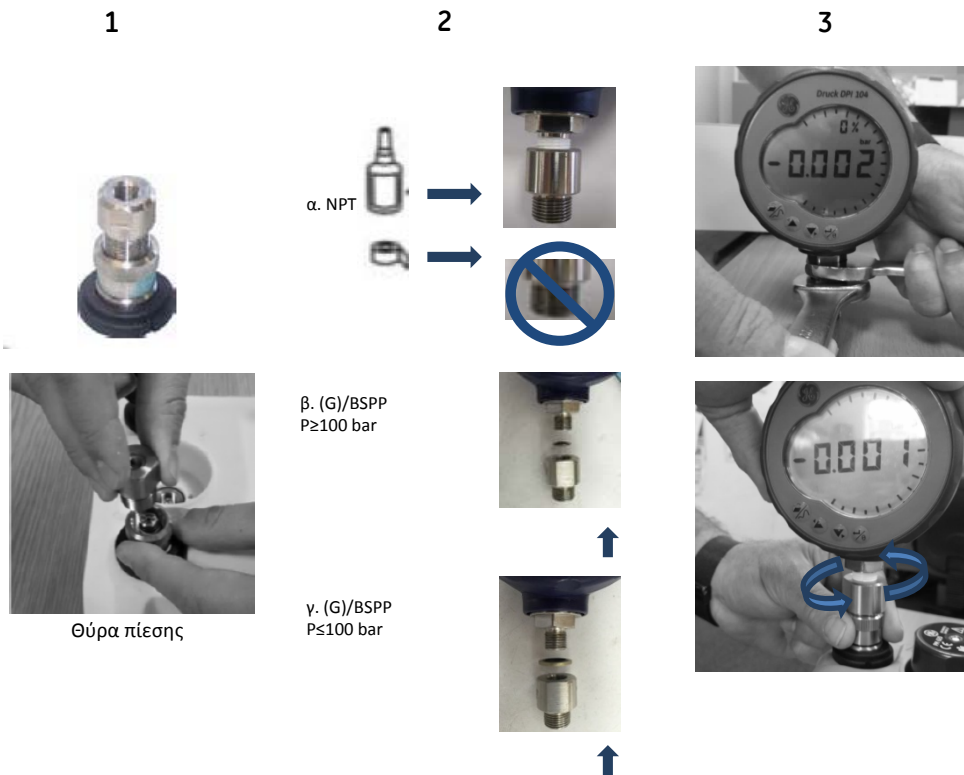 1
2
3
α. NPT
Druck DPI 104
0%
bar
- 0.002
β. (G)/BSPP
P≥100 bar
- 0.001
Θύρα πίεσης
γ. (G)/BSPP
P≤100 bar